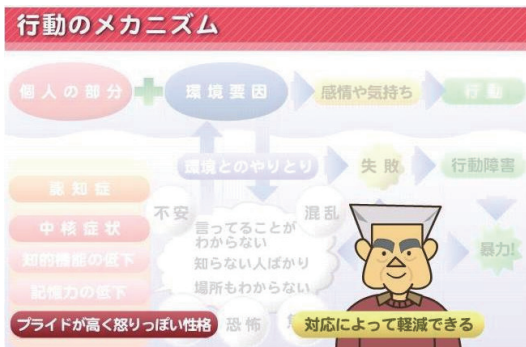 行動のメカニズム
個人の部分
環境要因
感情や気持ち
行動
環境とのやりとり
失敗
行動障害
認知症
不安
混乱
中核症状
言ってることが
わからない
暴力!
知的機能の低下
知らない人ばかり
記憶力の低下
場所もわからない
プライドが高く怒りっぽい性格
恐怖
対応によって軽減できる